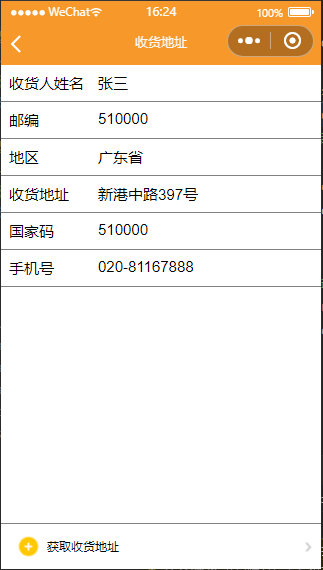 ●●●●● WeChat 16:24 100%
收货地址
收货人姓名 张三
邮编 510000
地区 广东省
收货地址 新港中路397号
国家码 510000
手机号 020-81167888
获取收货地址